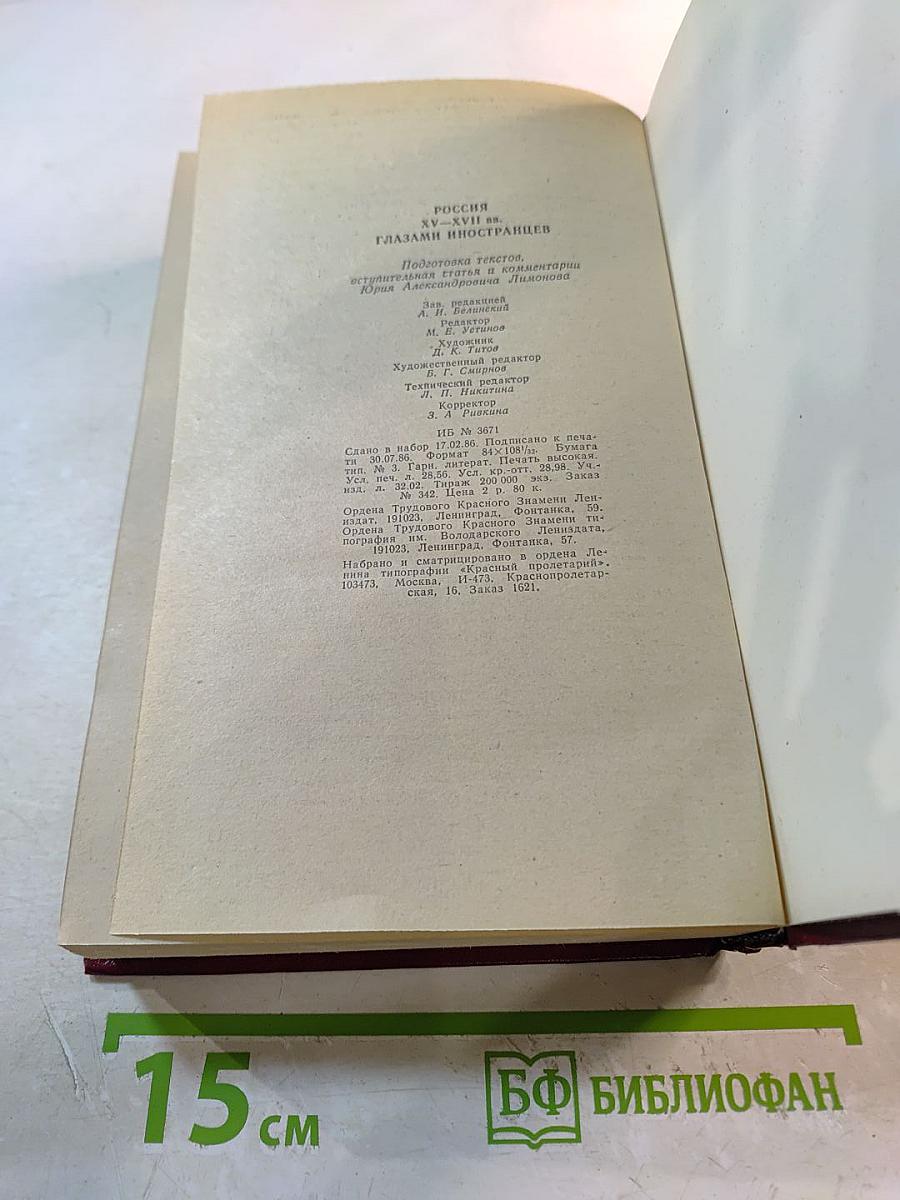 РОССИЯ
XV—XVII вв.
ГЛАЗАМИ ИНОСТРАНЦЕВ
Подготовка текстов,
вступительная статья и комментарии
Юрия Александровича Лимонова
Зав. редакцией
А. И. Белинский
Редактор
М. Е. Устинов
Художник
Д. К. Титов
Художественный редактор
Б. Г. Смирнов
Технический редактор
Л. П. Никитина
Корректор
З. А Ривкина
ИБ № 3671
Сдано в набор 17.02.86. Подписано к печа-
ти 30.07.86. Формат 84×108¹/₃₂. Бумага
тип. № 3. Гарн. литерат. Печать высокая.
Усл. печ. л. 28,56. Усл. кр.-отт. 28,98. Уч.-
изд. л. 32.02. Тираж 200 000 экз. Заказ
№ 342. Цена 2 р. 80 к.
Ордена Трудового Красного Знамени Лен-
издат, 191023, Ленинград, Фонтанка, 59.
Ордена Трудового Красного Знамени ти-
пография им. Володарского Лениздата,
191023, Ленинград, Фонтанка, 57.
Набрано и сматрицировано в ордена Ле-
нина типографии «Красный пролетарий».
103473, Москва, И-473. Краснопролетар-
ская, 16. Заказ 1621.
15 см
БФ БИБЛИОФАН